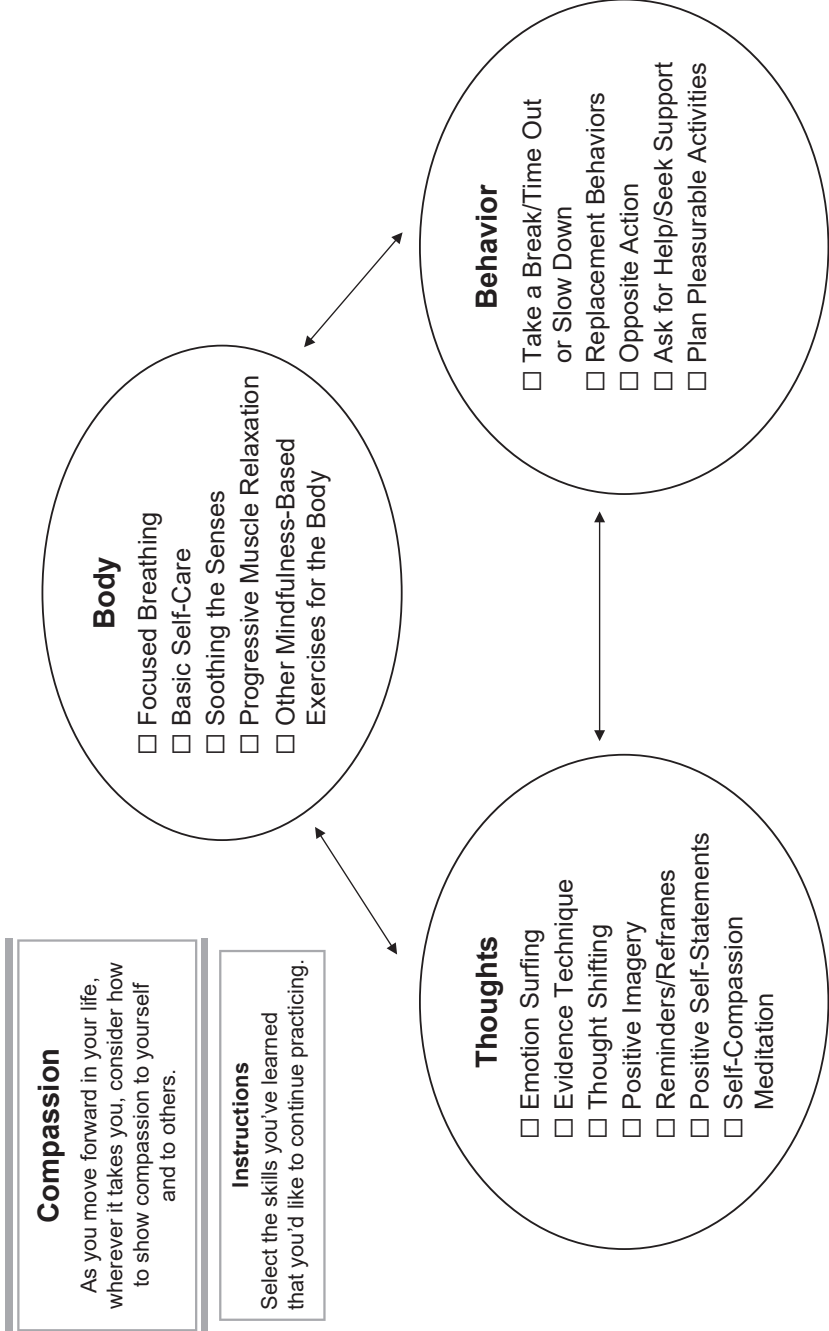 Compassion
As you move forward in your life,
wherever it takes you, consider how
to show compassion to yourself
and to others.
Instructions
Select the skills you’ve learned
that you’d like to continue practicing.
Body
☐ Focused Breathing
☐ Basic Self-Care
☐ Soothing the Senses
☐ Progressive Muscle Relaxation
☐ Other Mindfulness-Based
Exercises for the Body
Thoughts
☐ Emotion Surfing
☐ Evidence Technique
☐ Thought Shifting
☐ Positive Imagery
☐ Reminders/Reframes
☐ Positive Self-Statements
☐ Self-Compassion
Meditation
Behavior
☐ Take a Break/Time Out
or Slow Down
☐ Replacement Behaviors
☐ Opposite Action
☐ Ask for Help/Seek Support
☐ Plan Pleasurable Activities